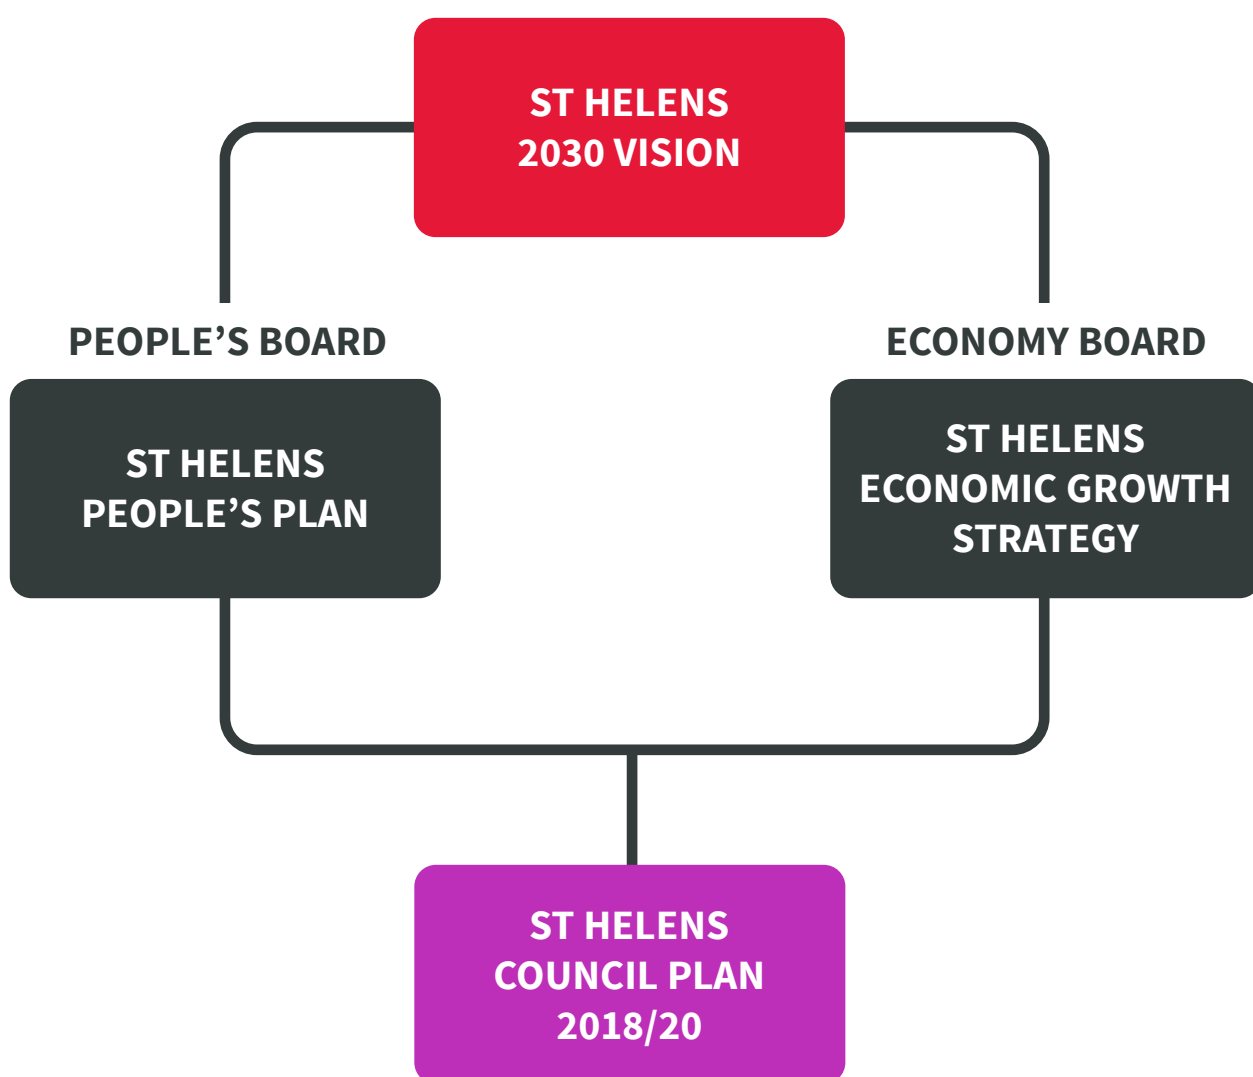 ST HELENS
2030 VISION
PEOPLE’S BOARD
ST HELENS
PEOPLE’S PLAN
ECONOMY BOARD
ST HELENS
ECONOMIC GROWTH
STRATEGY
ST HELENS
COUNCIL PLAN
2018/20